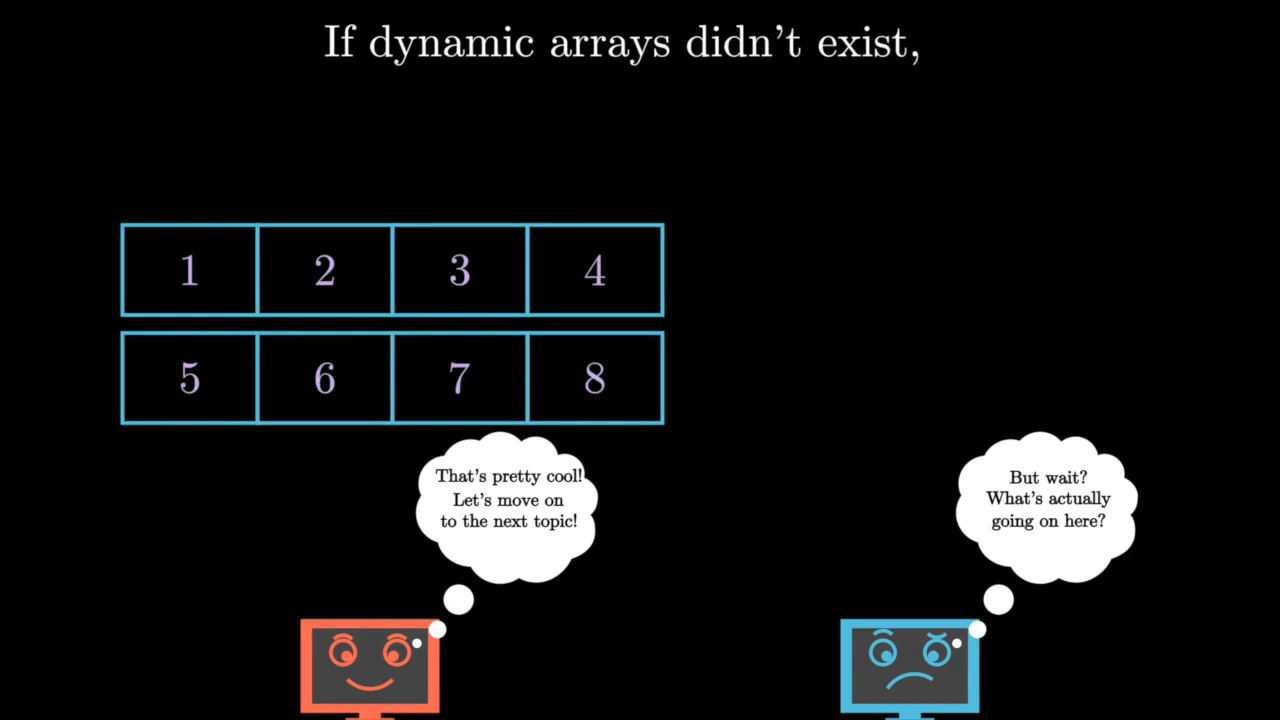 If dynamic arrays didn't exist,
1 2 3 4
5 6 7 8
That's pretty cool!
Let's move on
to the next topic!
But wait?
What's actually
going on here?